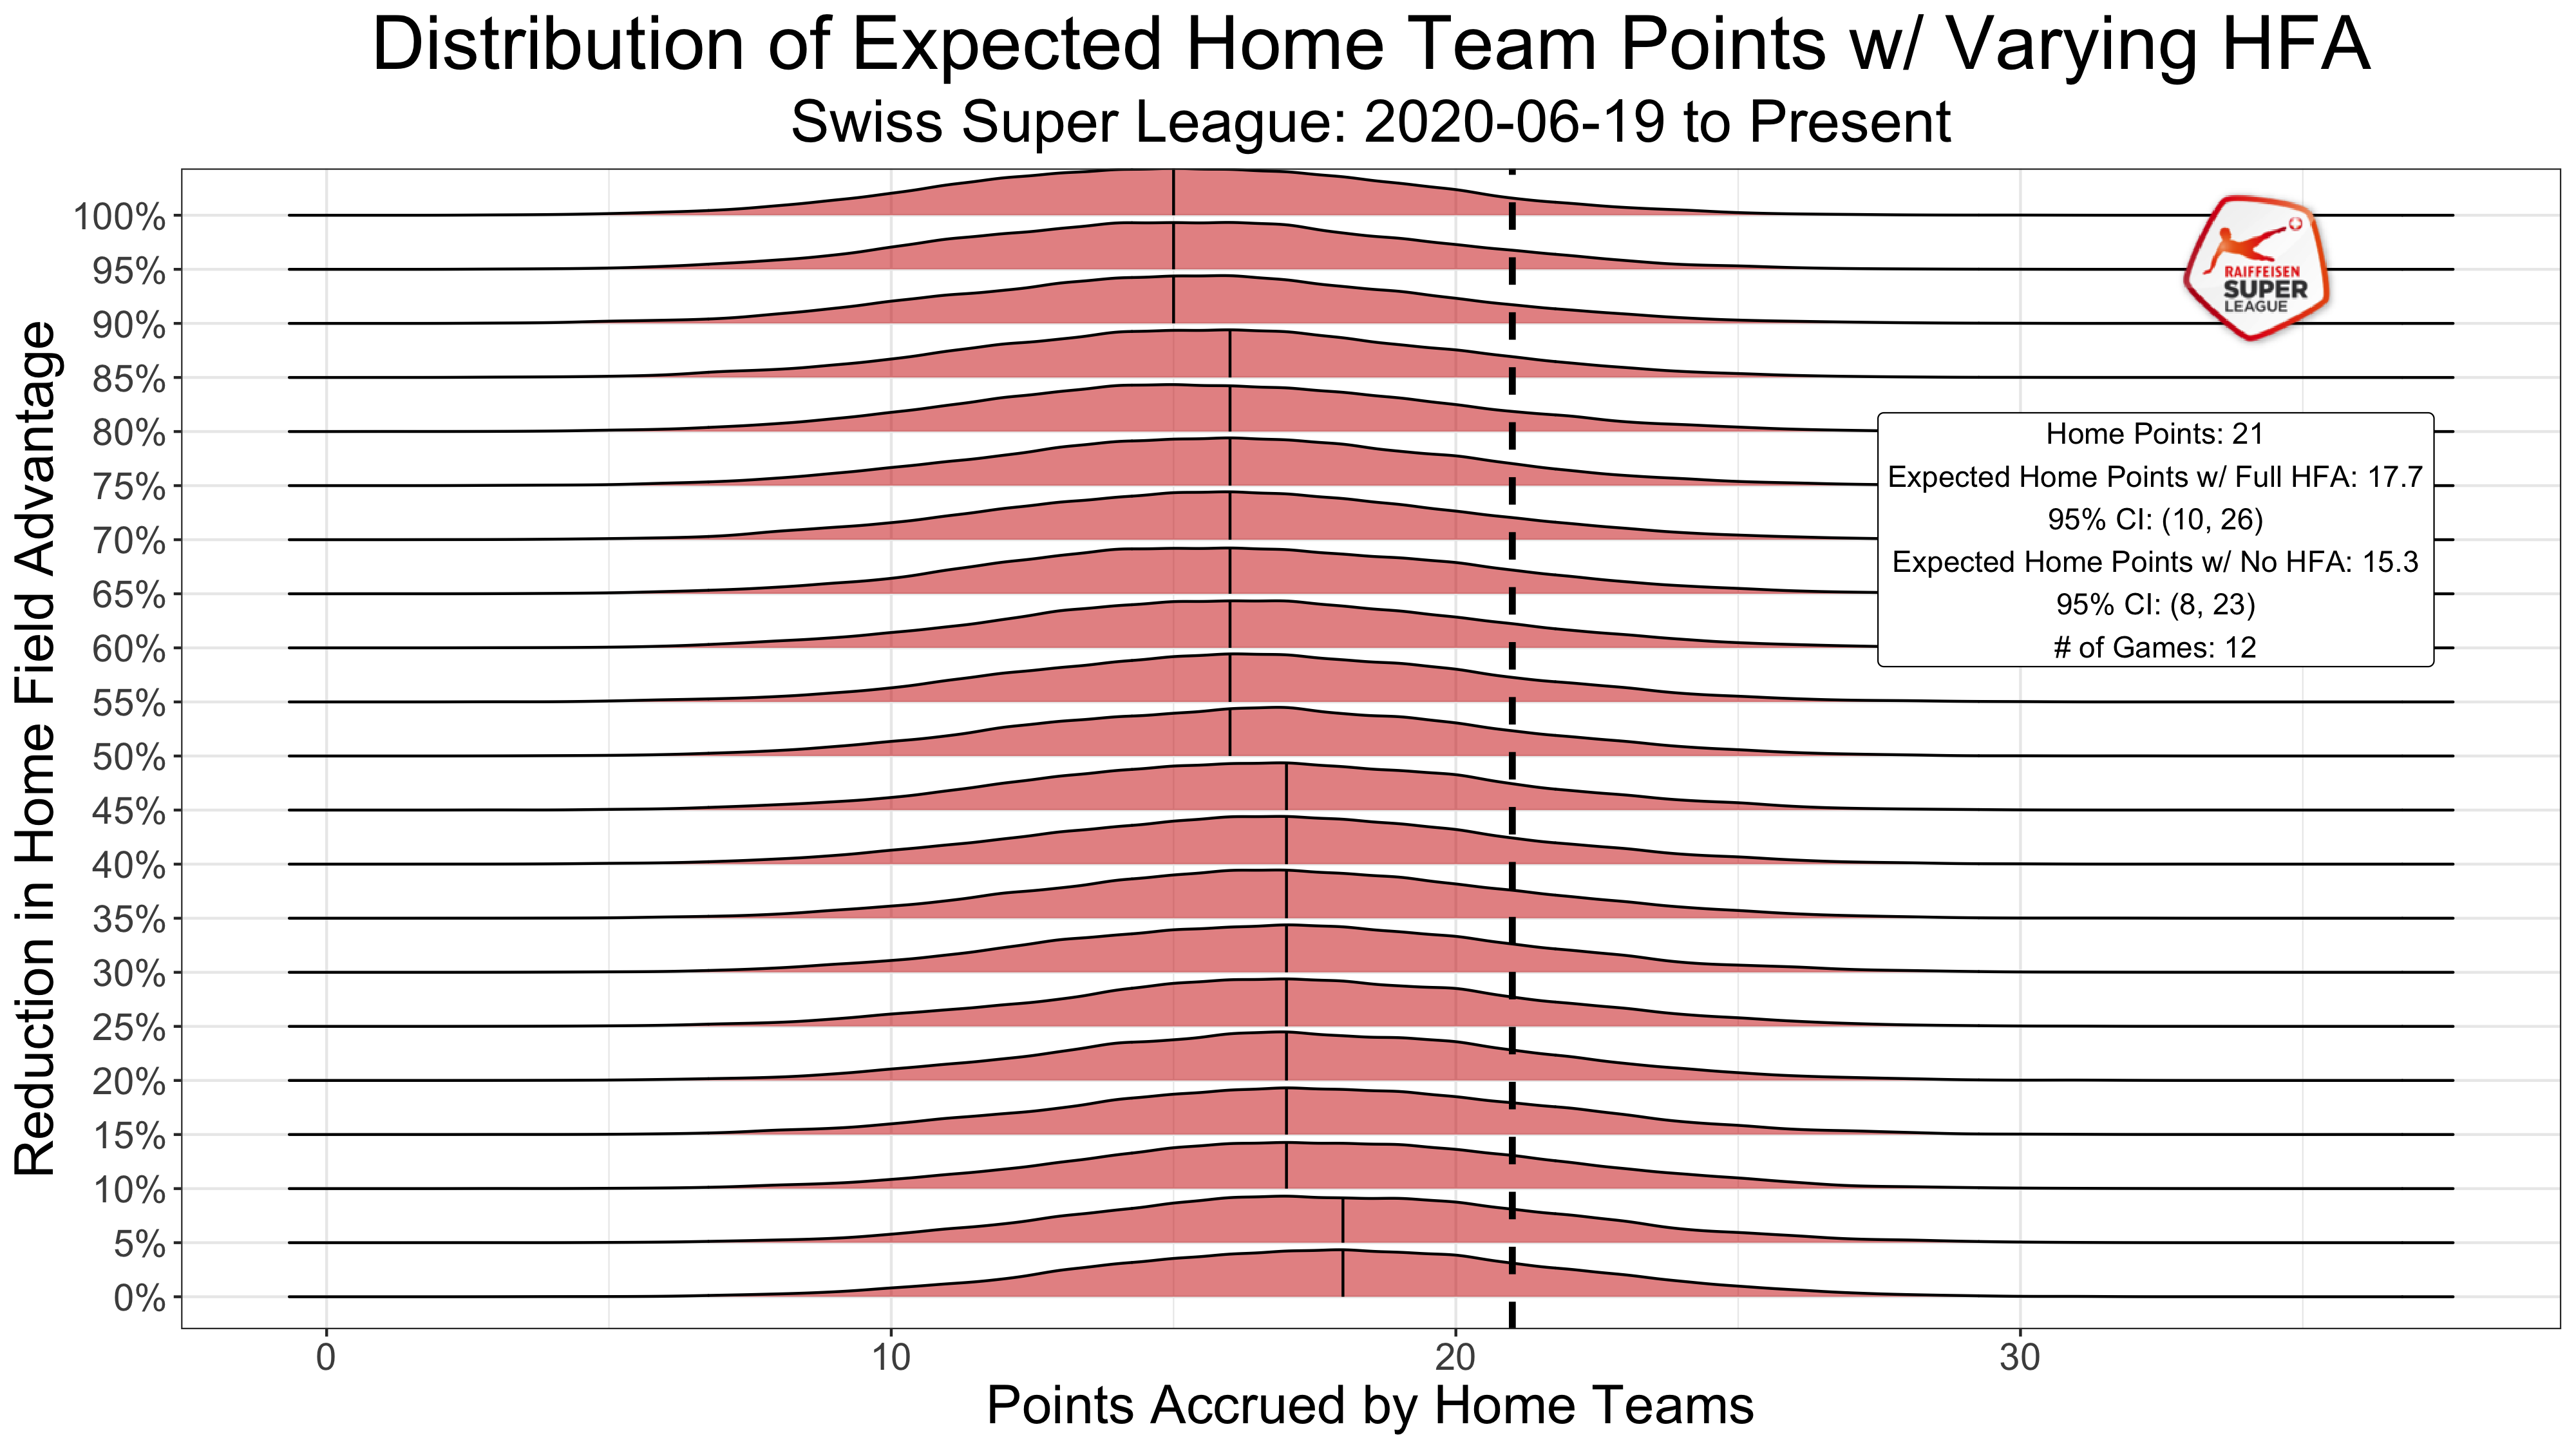 Distribution of Expected Home Team Points w/ Varying HFA
Swiss Super League: 2020-06-19 to Present
Reduction in Home Field Advantage
100%
95%
90%
85%
80%
75%
70%
65%
60%
55%
50%
45%
40%
35%
30%
25%
20%
15%
10%
5%
0%
RAIFFEISEN
SUPER
LEAGUE
Home Points: 21
Expected Home Points w/ Full HFA: 17.7
95% CI: (10, 26)
Expected Home Points w/ No HFA: 15.3
95% CI: (8, 23)
# of Games: 12
0 10 20 30
Points Accrued by Home Teams